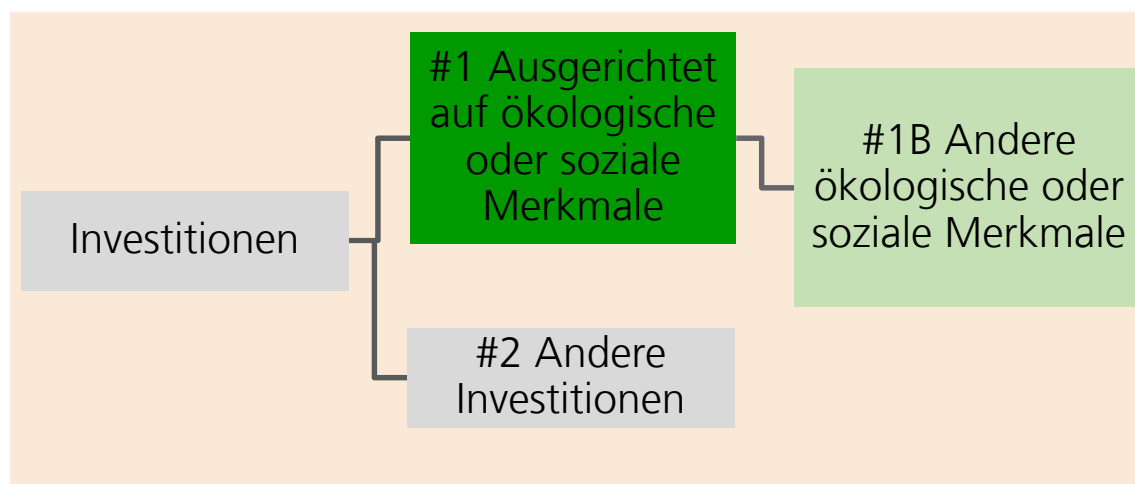 Investitionen
#1 Ausgerichtet
auf ökologische
oder soziale
Merkmale
#1B Andere
ökologische oder
soziale Merkmale
#2 Andere
Investitionen